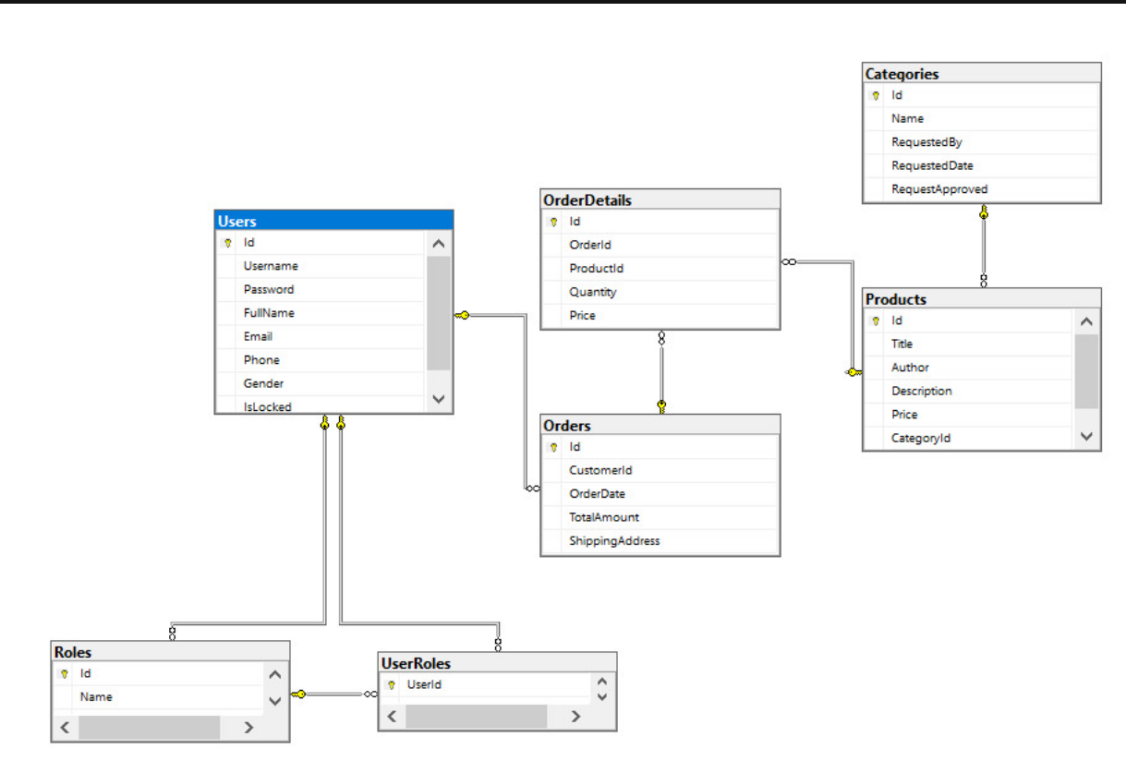 Categories
Id
Name
RequestedBy
RequestedDate
RequestApproved
OrderDetails
Id
OrderId
ProductId
Quantity
Price
Users
Id
Username
Password
FullName
Email
Phone
Gender
IsLocked
Products
Id
Title
Author
Description
Price
CategoryId
Orders
Id
CustomerId
OrderDate
TotalAmount
ShippingAddress
Roles
Id
Name
UserRoles
UserId